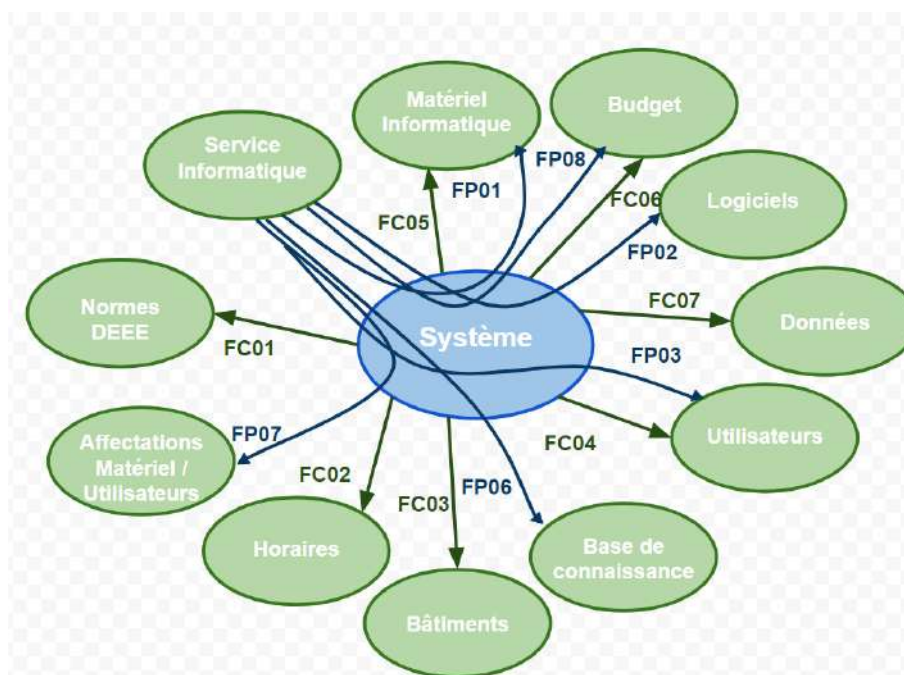 Matériel
Informatique
Budget
Service
Informatique
FP08
FP01
FC06
Logiciels
FC05
FP02
FC07
Normes
DEEE
Données
Système
FC01
FP03
Utilisateurs
FC04
Affectations
Matériel /
Utilisateurs
FP07
FC02
FC03
FP06
Horaires
Base de
connaissance
Bâtiments